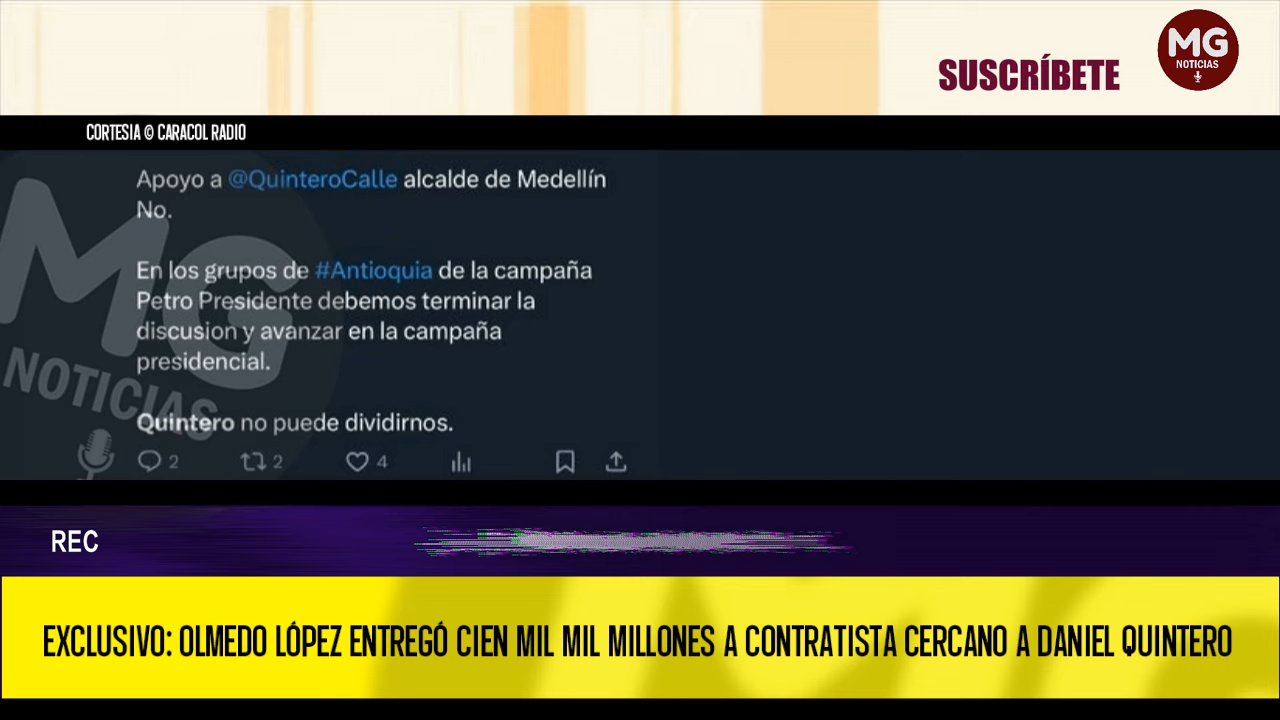 SUSCRÍBETE
MG
NOTICIAS
CORTESIA © CARACOL RADIO
Apoyo a @QuinteroCalle alcalde de Medellín
No.
En los grupos de #Antioquia de la campaña
Petro Presidente debemos terminar la
discusion y avanzar en la campaña
presidencial.
Quintero no puede dividirnos.
2 2 4
MG
NOTICIAS
REC
EXCLUSIVO: OLMEDO LÓPEZ ENTREGÓ CIEN MIL MIL MILLONES A CONTRATISTA CERCANO A DANIEL QUINTERO